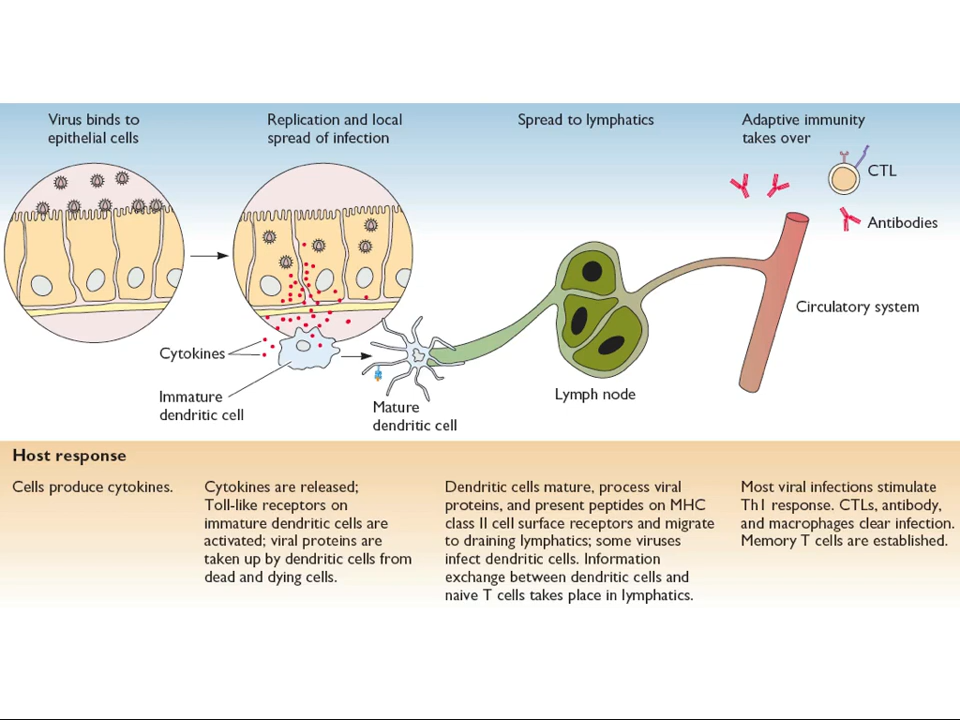 Virus binds to
epithelial cells
Replication and local
spread of infection
Spread to lymphatics
Adaptive immunity
takes over
CTL
Antibodies
Circulatory system
Cytokines
Immature
dendritic cell
Mature
dendritic cell
Lymph node
Host response
Cells produce cytokines.
Cytokines are released;
Toll-like receptors on
immature dendritic cells are
activated; viral proteins are
taken up by dendritic cells from
dead and dying cells.
Dendritic cells mature, process viral
proteins, and present peptides on MHC
class II cell surface receptors and migrate
to draining lymphatics; some viruses
infect dendritic cells. Information
exchange between dendritic cells and
naive T cells takes place in lymphatics.
Most viral infections stimulate
Th1 response. CTLs, antibody,
and macrophages clear infection.
Memory T cells are established.